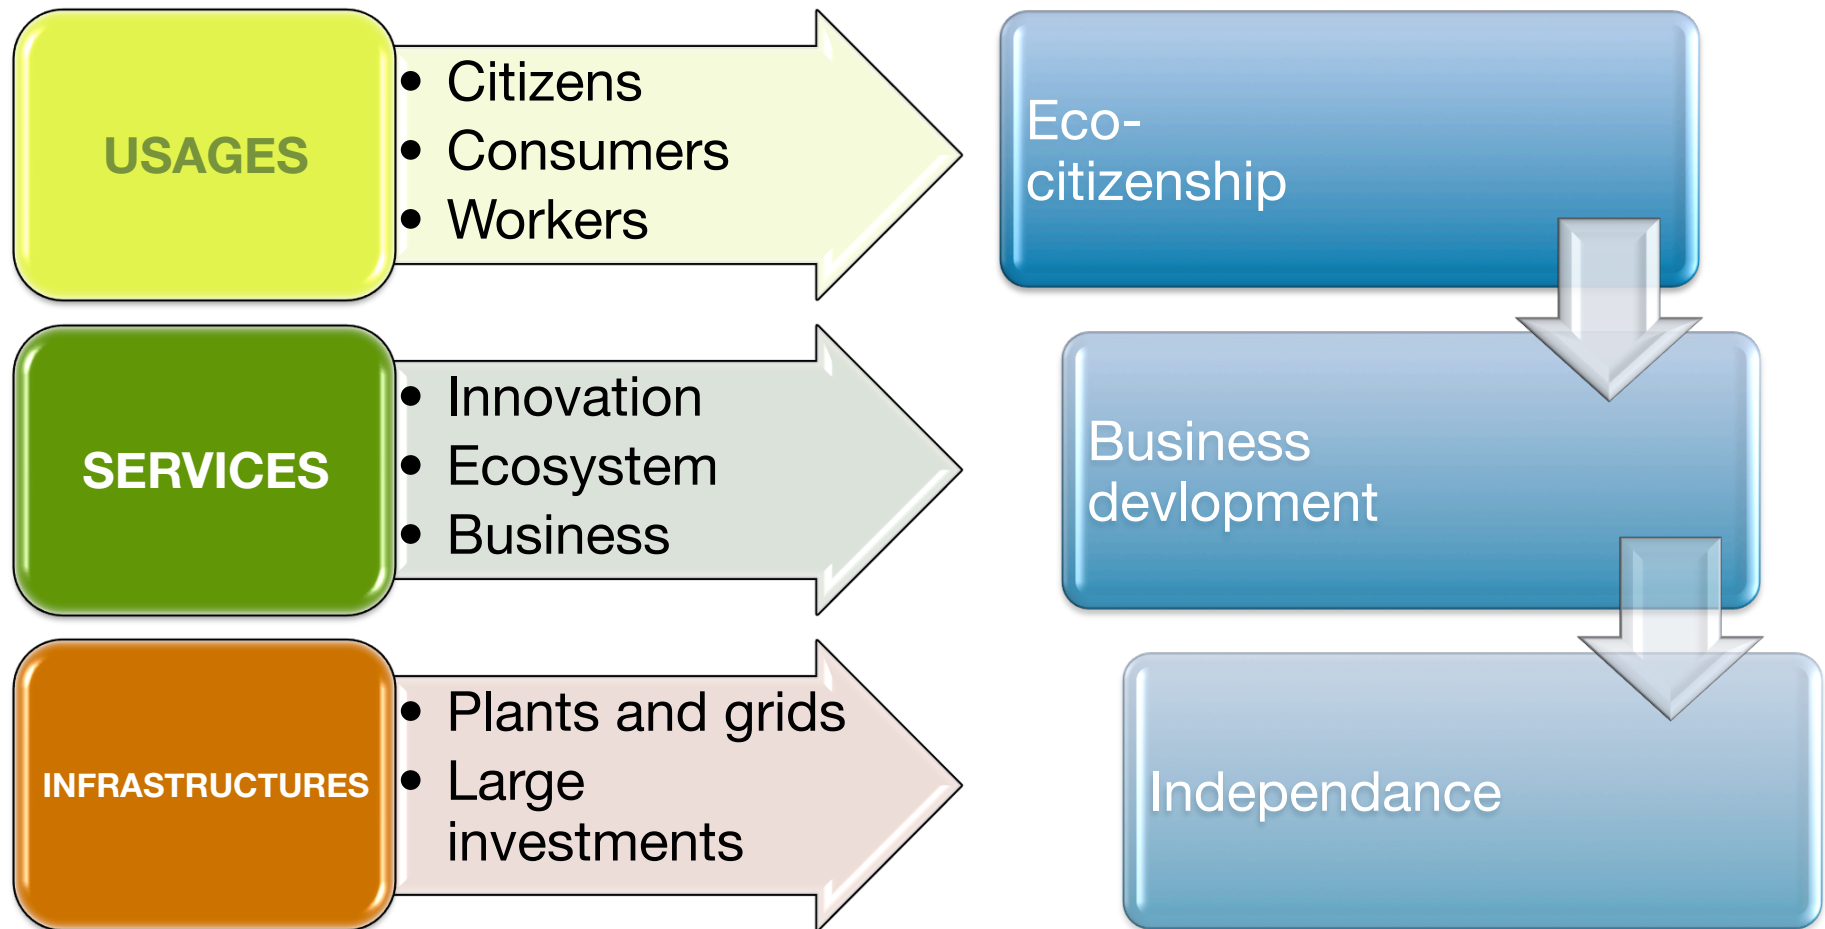 USAGES
• Citizens
• Consumers
• Workers
Eco-
citizenship
SERVICES
• Innovation
• Ecosystem
• Business
Business
devlopment
INFRASTRUCTURES
• Plants and grids
• Large
investments
Independance